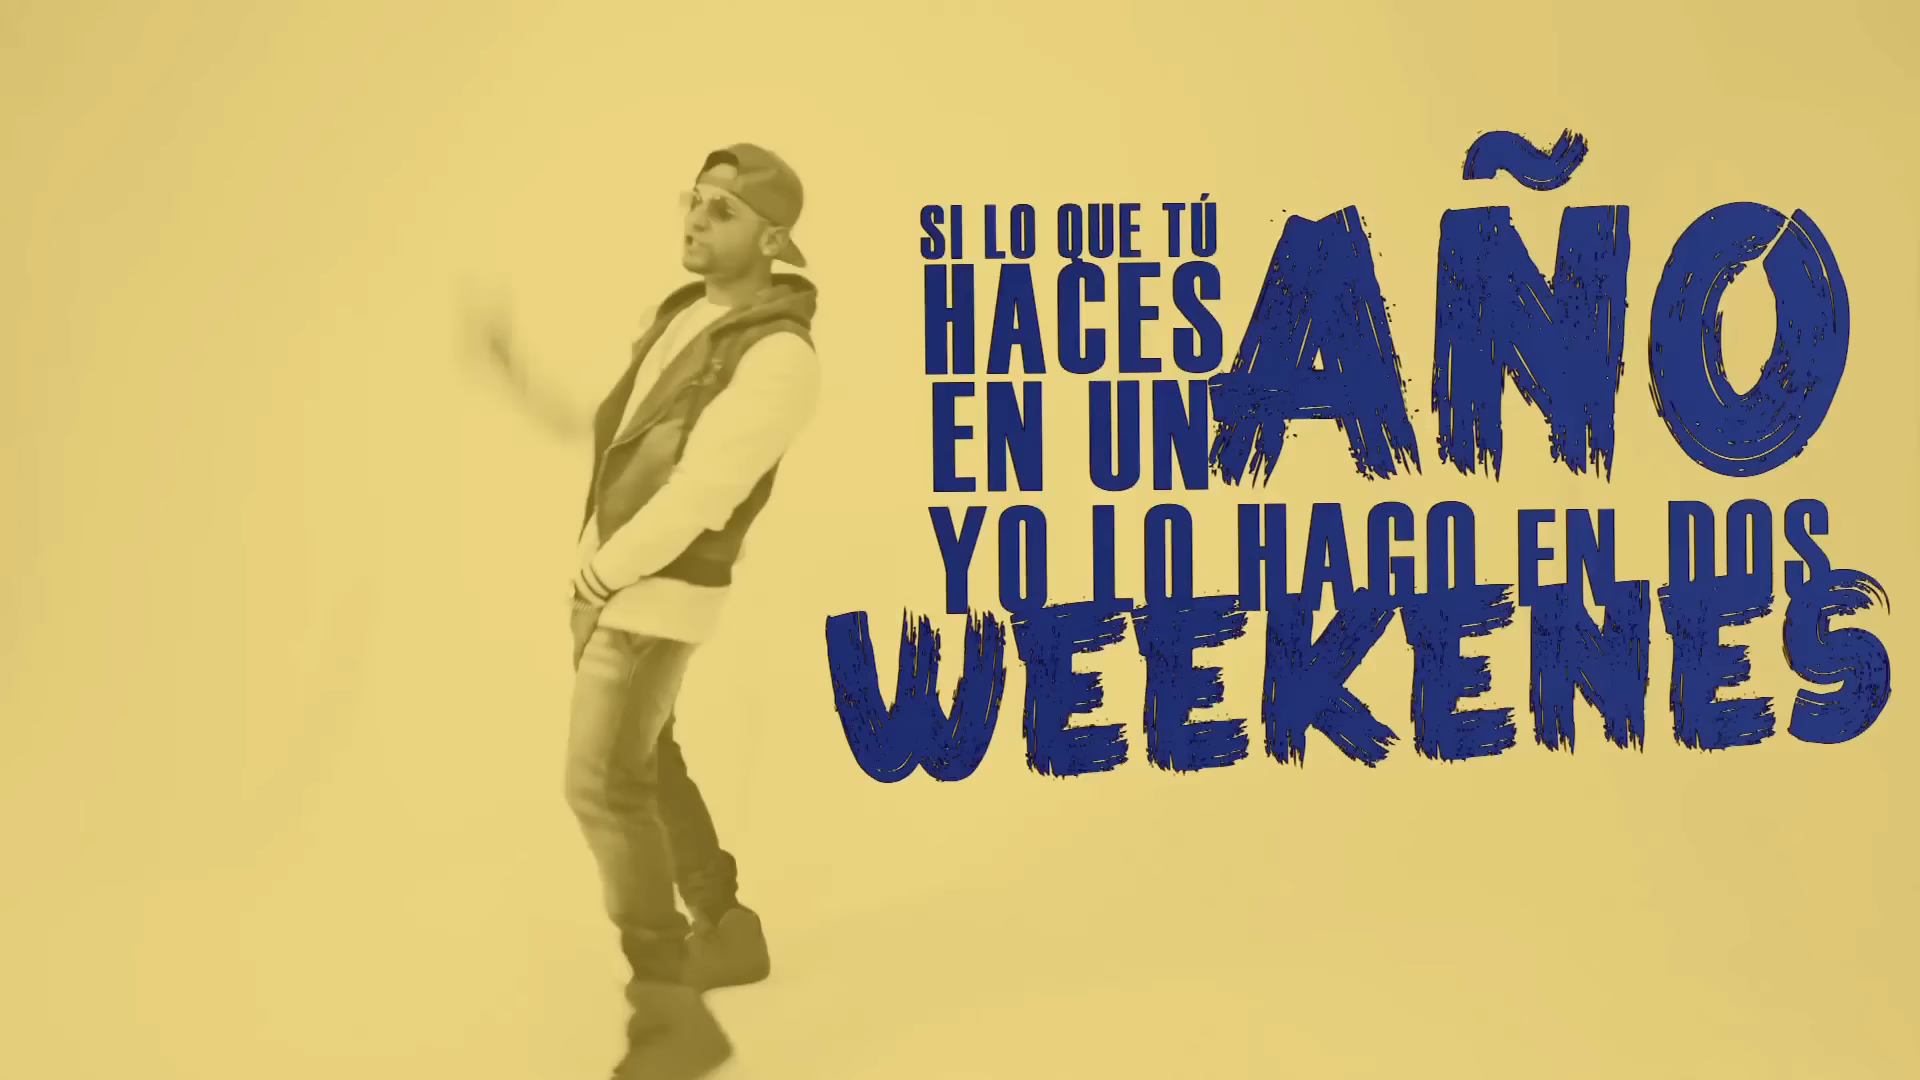 SI LO QUE TÚ
HACES
EN UN
AÑO
YO LO HAGO EN DOS
WEEKENES